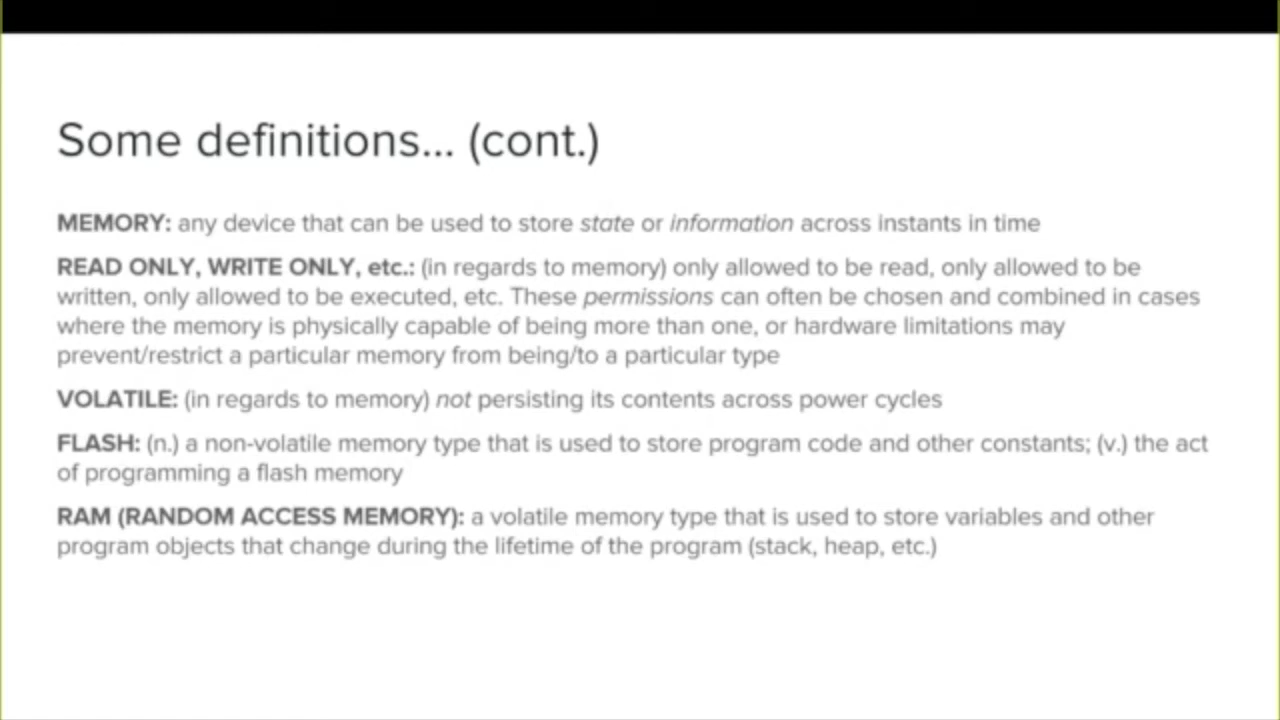 Some definitions... (cont.)
MEMORY: any device that can be used to store state or information across instants in time
READ ONLY, WRITE ONLY, etc.: (in regards to memory) only allowed to be read, only allowed to be
written, only allowed to be executed, etc. These permissions can often be chosen and combined in cases
where the memory is physically capable of being more than one, or hardware limitations may
prevent/restrict a particular memory from being/to a particular type
VOLATILE: (in regards to memory) not persisting its contents across power cycles
FLASH: (n.) a non-volatile memory type that is used to store program code and other constants; (v.) the act
of programming a flash memory
RAM (RANDOM ACCESS MEMORY): a volatile memory type that is used to store variables and other
program objects that change during the lifetime of the program (stack, heap, etc.)